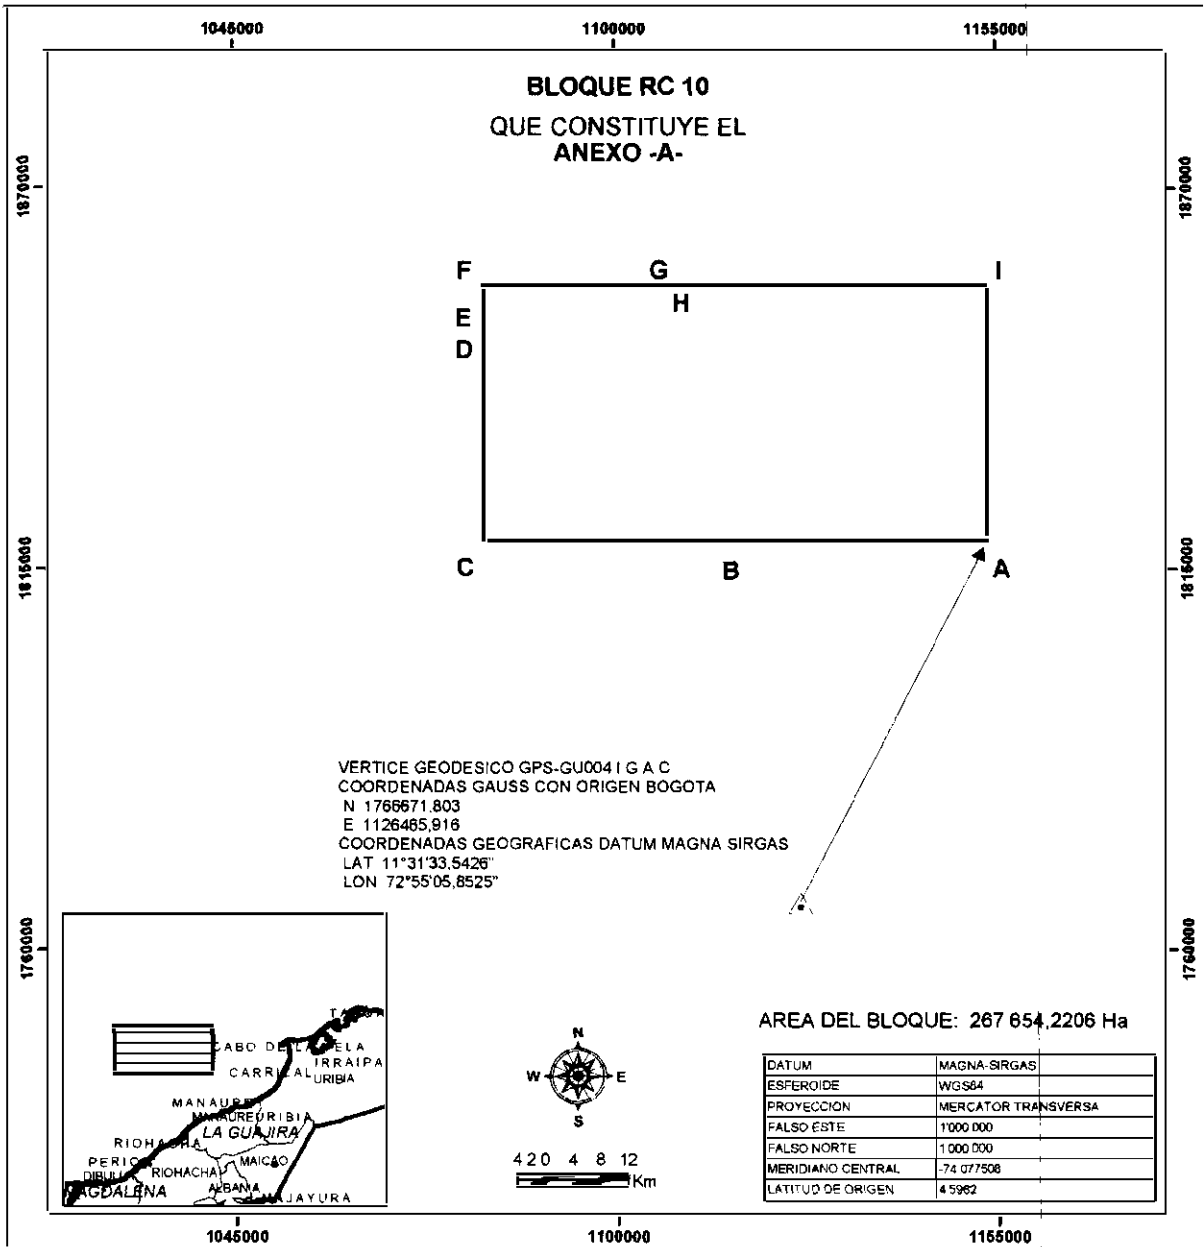 1045000 1100000 1155000
BLOQUE RC 10
QUE CONSTITUYE EL
ANEXO -A-
1870000
1870000
F G I
H
E
D
C B A
1815000
1815000
VERTICE GEODESICO GPS-GU004 I G A C
COORDENADAS GAUSS CON ORIGEN BOGOTA
N 1766671,803
E 1126465,916
COORDENADAS GEOGRAFICAS DATUM MAGNA SIRGAS
LAT 11°31'33,5426"
LON 72°55'05,8525"
1760000
1760000
CABO DE LA VELA
IRRAIPA
CARRIZAL URIBIA
MANAURE
MANAURE URIBIA
LA GUAJIRA
RIOHACHA
MAICAO
RIOHACHA
DIBULLA
ALBANIA
MAGDALENA
MAJAYURA
N
W E
S
4 2 0 4 8 12
Km
AREA DEL BLOQUE: 267 654,2206 Ha
DATUM MAGNA-SIRGAS
ESFEROIDE WGS84
PROYECCION MERCATOR TRANSVERSA
FALSO ESTE 1'000 000
FALSO NORTE 1 000 000
MERIDIANO CENTRAL -74 077508
LATITUD DE ORIGEN 4 5962
1045000 1100000 1155000